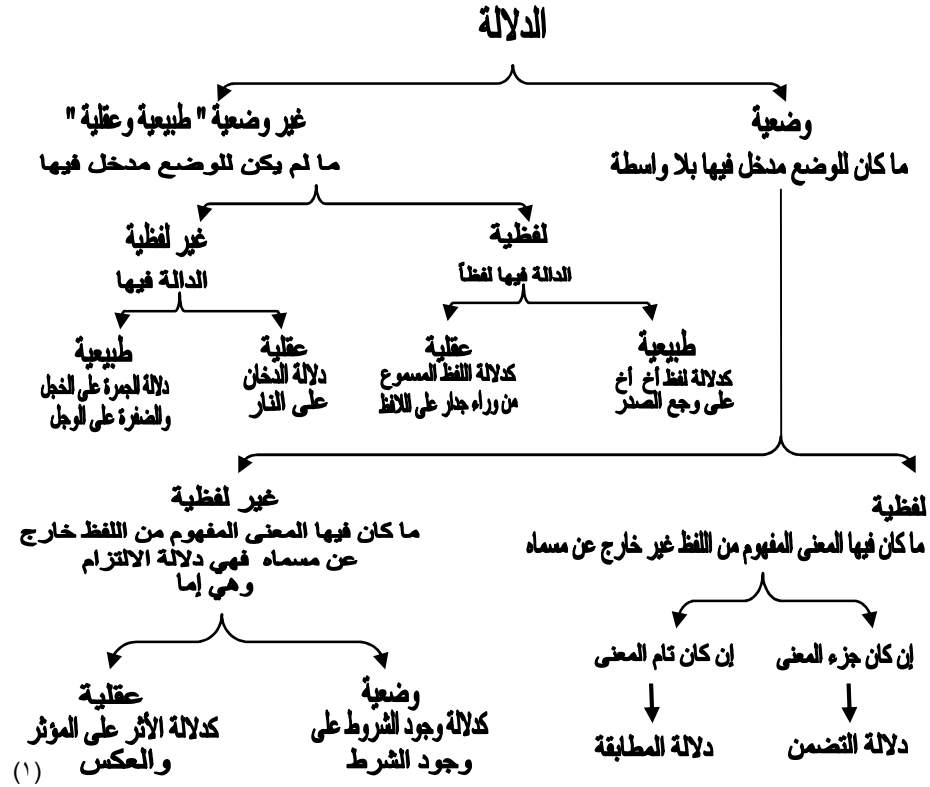 الدلالة
وضعية
ما كان للوضع مدخل فيها بلا واسطة
غير وضعية " طبيعية وعقلية "
ما لم يكن للوضع مدخل فيها
لفظية
الدالة فيها لفظاً
غير لفظية
الدالة فيها
طبيعية
كدلالة لفظ أخ أخ
على وجع الصدر
عقلية
كدلالة اللفظ المسموع
من وراء جدار على اللافظ
عقلية
دلالة الدخان
على النار
طبيعية
دلالة الجمرة على الخجل
والضفرة على الوجل
لفظية
ما كان فيها المعنى المفهوم من اللفظ غير خارج عن مسماه
غير لفظية
ما كان فيها المعنى المفهوم من اللفظ خارج
عن مسماه فهي دلالة الالتزام
وهي إما
إن كان جزء المعنى
دلالة التضمن
إن كان تام المعنى
دلالة المطابقة
وضعية
كدلالة وجود الشروط على
وجود الشرط
عقلية
كدلالة الأثر على المؤثر
والعكس
(١)